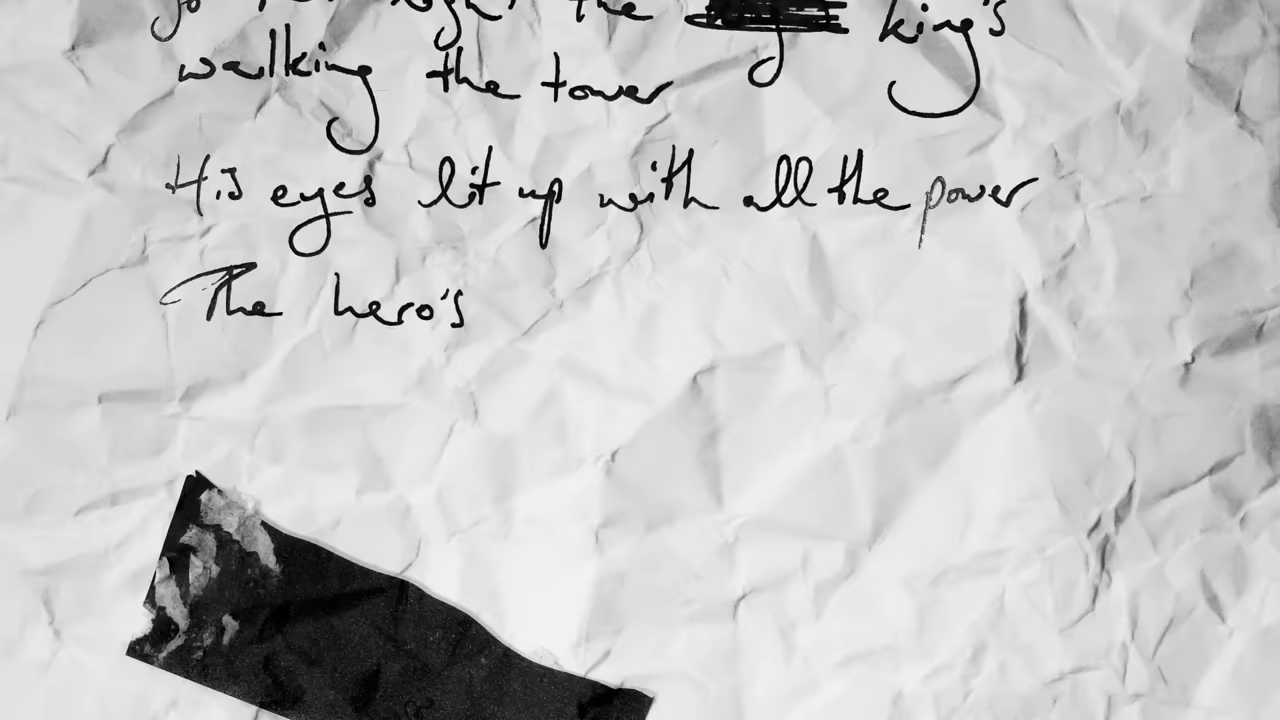 the king's
walking the tower
His eyes lit up with all the power
The hero's